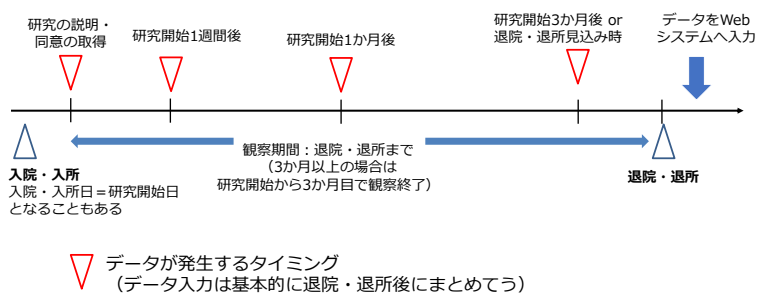 研究の説明・
同意の取得
研究開始1週間後
研究開始1か月後
研究開始3か月後 or
退院・退所見込み時
データをWeb
システムへ入力
観察期間：退院・退所まで
（3か月以上の場合は
研究開始から3か月目で観察終了）
入院・入所
入院・入所日＝研究開始日
となることもある
退院・退所
データが発生するタイミング
（データ入力は基本的に退院・退所後にまとめてう）